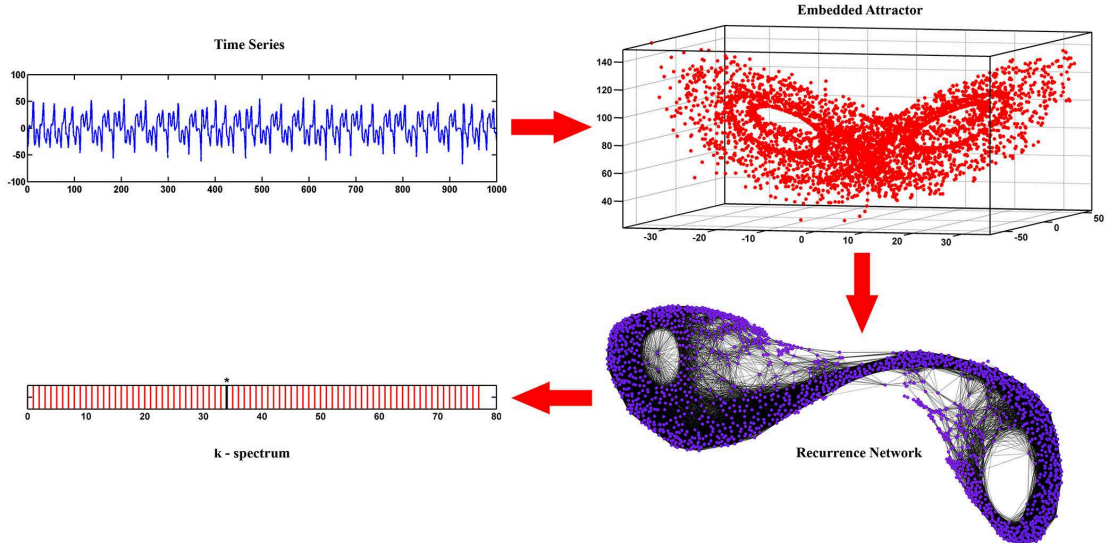 Time Series
100
50
0
-50
-100
0 100 200 300 400 500 600 700 800 900 1000
Embedded Attractor
140
120
100
80
60
40
-30 -20 -10 0 10 20 30
-50 0 50
*
0 10 20 30 40 50 60 70 80
k - spectrum
Recurrence Network